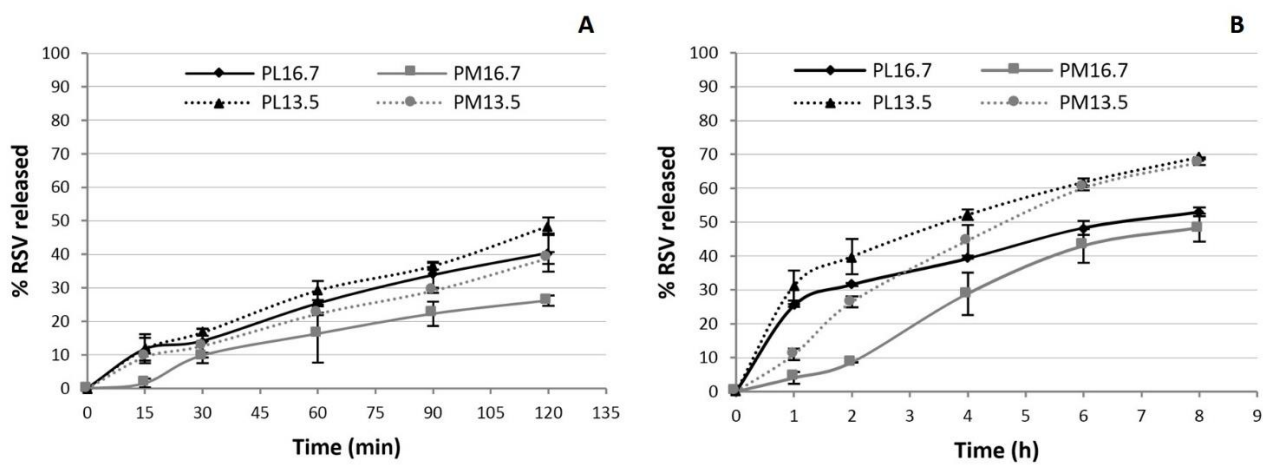 A
100
90
80
70
60
50
40
30
20
10
0
% RSV released
PL16.7 PM16.7
PL13.5 PM13.5
0 15 30 45 60 75 90 105 120 135
Time (min)
B
100
90
80
70
60
50
40
30
20
10
0
% RSV released
PL16.7 PM16.7
PL13.5 PM13.5
0 1 2 3 4 5 6 7 8 9
Time (h)